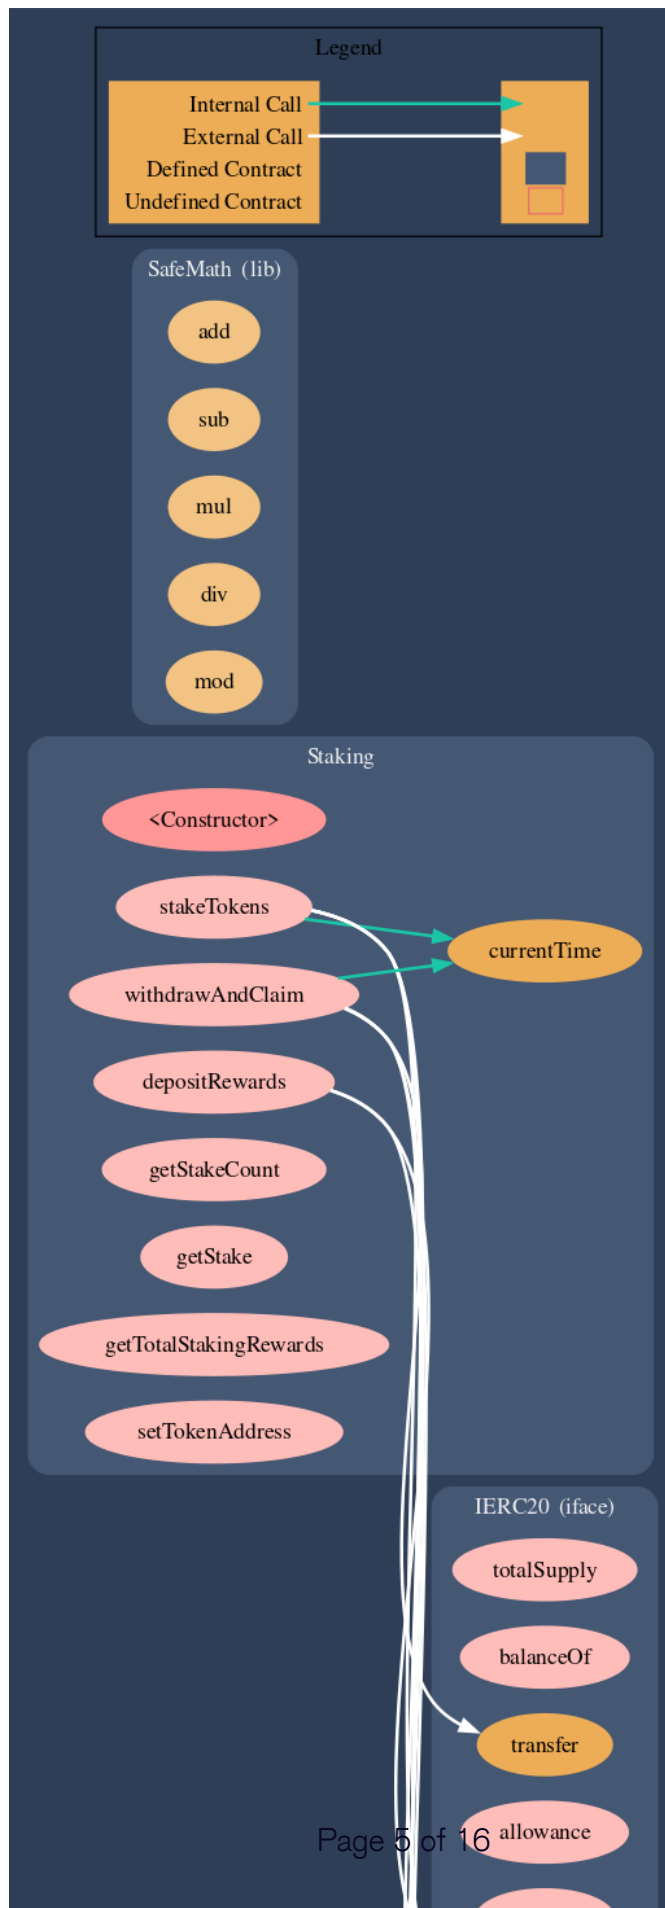 Legend
Internal Call
External Call
Defined Contract
Undefined Contract
SafeMath (lib)
add
sub
mul
div
mod
Staking
<Constructor>
stakeTokens
currentTime
withdrawAndClaim
depositRewards
getStakeCount
getStake
getTotalStakingRewards
setTokenAddress
IERC20 (iface)
totalSupply
balanceOf
transfer
allowance
Page 5 of 16